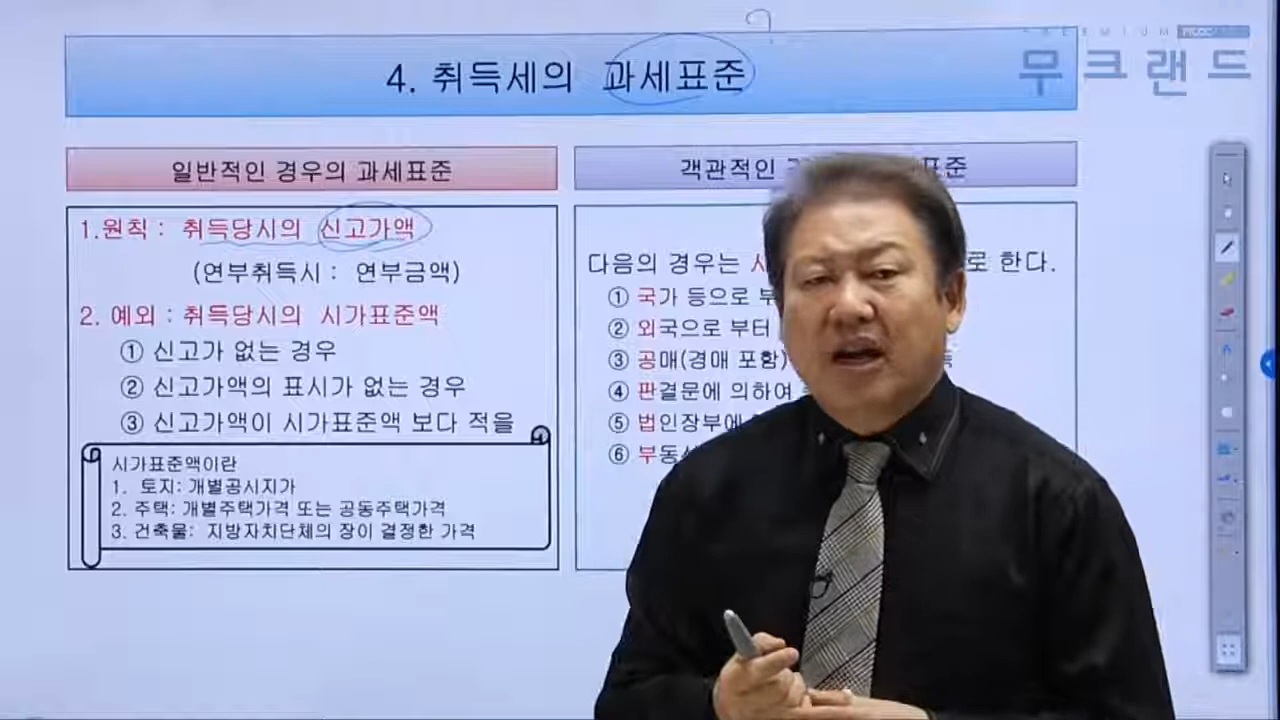 무크랜드
4. 취득세의 과세표준
일반적인 경우의 과세표준
1.원칙 : 취득당시의 신고가액
(연부취득시 : 연부금액)
2. 예외 : 취득당시의 시가표준액
① 신고가 없는 경우
② 신고가액의 표시가 없는 경우
③ 신고가액이 시가표준액 보다 적을
시가표준액이란
1. 토지: 개별공시지가
2. 주택: 개별주택가격 또는 공동주택가격
3. 건축물: 지방자치단체의 장이 결정한 가격
객관적인 표준
다음의 경우는 로 한다.
① 국가 등으로
② 외국으로 부터
③ 공매(경매 포함)
④ 판결문에 의하여
⑤ 법인장부에
⑥